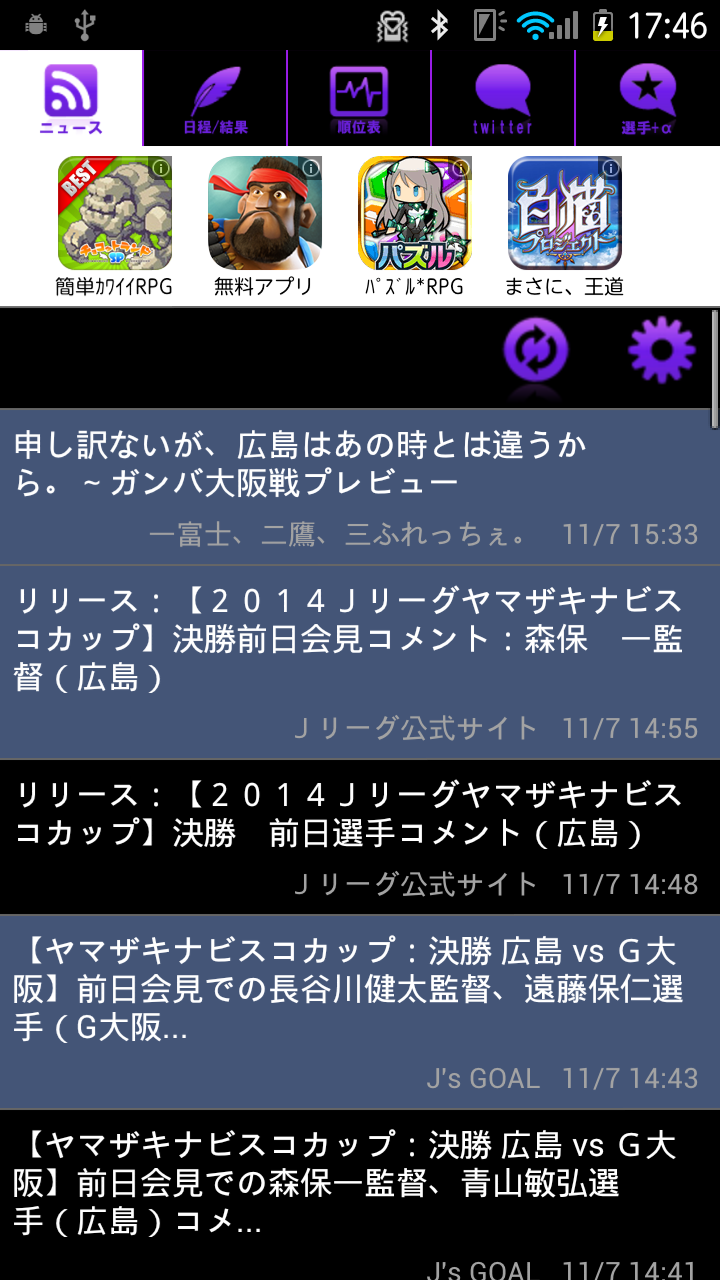 17:46
ニュース
日程/結果
順位表
twitter
選手+α
BEST
チョコットランド
SP
パズル
白猫
プロジェクト
簡単ｶﾜｲｲRPG
無料アプリ
ﾊﾟｽﾞﾙ*RPG
まさに、王道
申し訳ないが、広島はあの時とは違うか
ら。 ~ ガンバ大阪戦プレビュー
一富士、二鷹、三ふれっちぇ。 11/7 15:33
リリース：【２０１４Ｊリーグヤマザキナビス
コカップ】決勝前日会見コメント：森保　一監
督（広島）
Ｊリーグ公式サイト 11/7 14:55
リリース：【２０１４Ｊリーグヤマザキナビス
コカップ】決勝　前日選手コメント（広島）
Ｊリーグ公式サイト 11/7 14:48
【ヤマザキナビスコカップ：決勝 広島 vs Ｇ大
阪】前日会見での長谷川健太監督、遠藤保仁選
手（G大阪...
J's GOAL 11/7 14:43
【ヤマザキナビスコカップ：決勝 広島 vs Ｇ大
阪】前日会見での森保一監督、青山敏弘選
手（広島）コメ...
J's GOAL 11/7 14:41